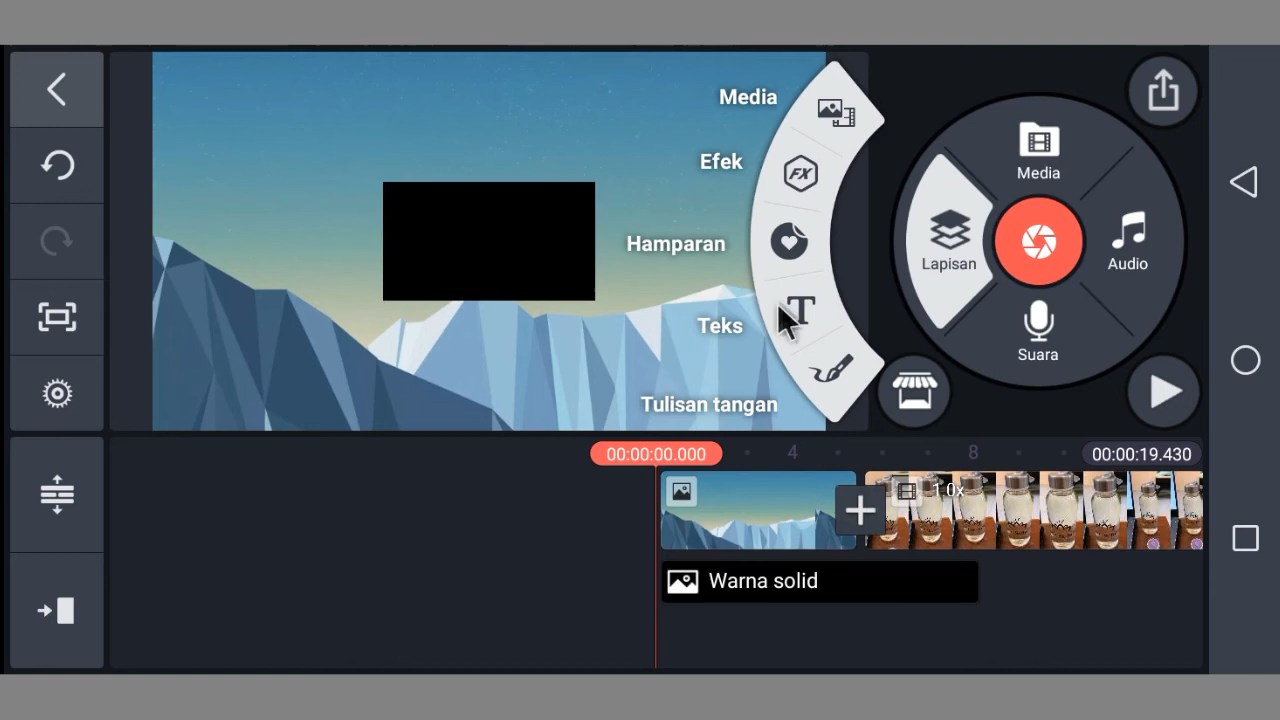 Media
Efek
Hamparan
Teks
Tulisan tangan
FX
T
Media
Lapisan
Audio
Suara
00:00:00.000
4
8
00:00:19.430
1.0x
Warna solid